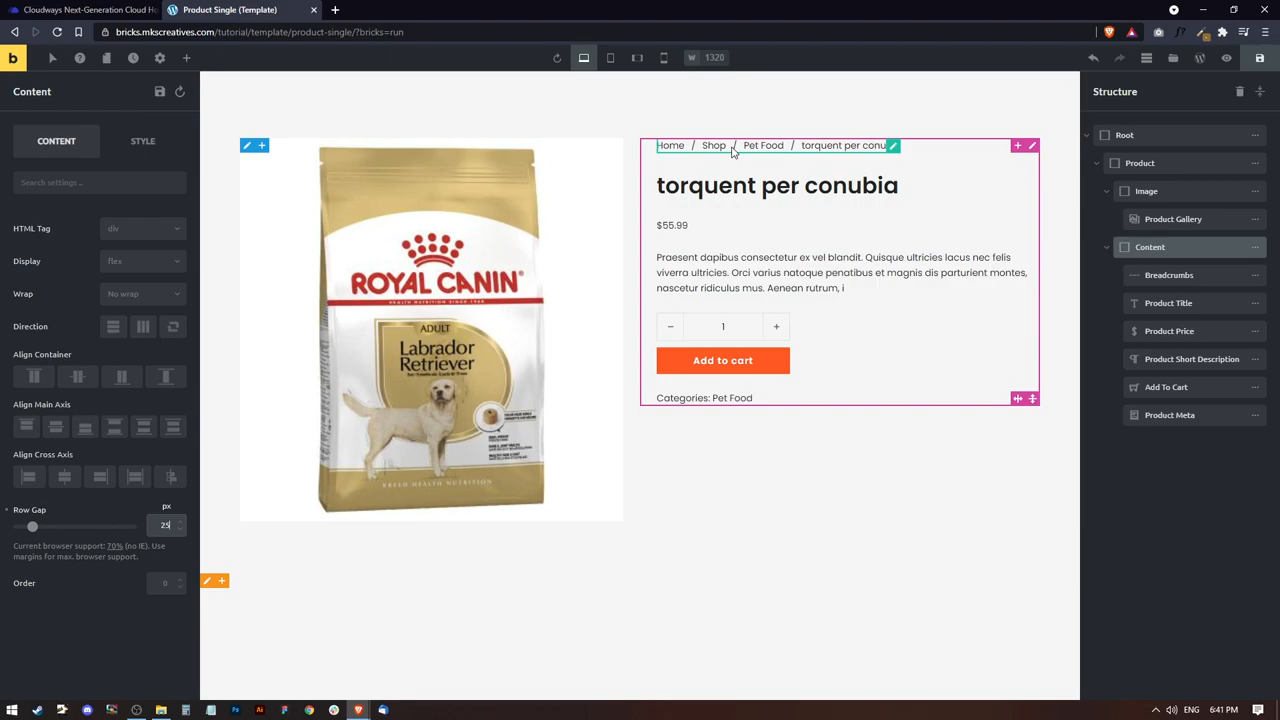 Cloudways Next-Generation Cloud Ho
Product Single (Template)
bricks.mkscreatives.com/tutorial/template/product-single/?bricks=run
b
W 1320
Content
CONTENT
STYLE
Search settings ...
HTML Tag
div
Display
flex
Wrap
No wrap
Direction
Align Container
Align Main Axis
Align Cross Axis
px
Row Gap
25
Current browser support: 70% (no IE). Use
margins for max. browser support.
Order
0
ROYAL CANIN®
HEALTH NUTRITION SINCE 1968
ADULT
Labrador
Retriever
BREED HEALTH NUTRITION
Home / Shop / Pet Food / torquent per conu
torquent per conubia
$55.99
Praesent dapibus consectetur ex vel blandit. Quisque ultricies lacus nec felis
viverra ultricies. Orci varius natoque penatibus et magnis dis parturient montes,
nascetur ridiculus mus. Aenean rutrum, i
− 1 +
Add to cart
Categories: Pet Food
Structure
Root
Product
Image
Product Gallery
Content
Breadcrumbs
Product Title
Product Price
Product Short Description
Add To Cart
Product Meta
ENG
6:41 PM